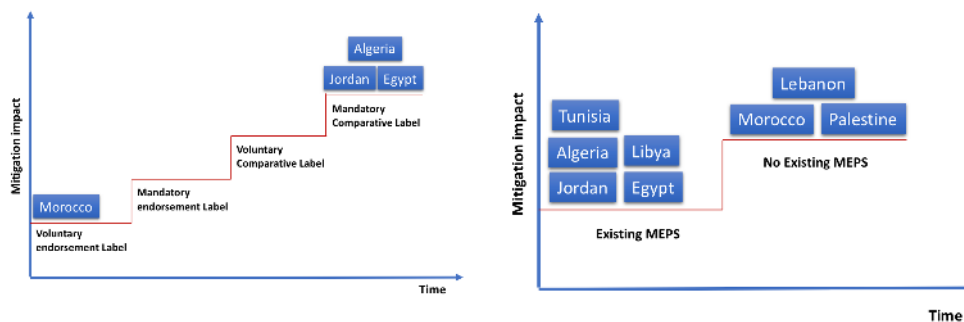 Mitigation impact
Algeria
Jordan
Egypt
Mandatory
Comparative Label
Voluntary
Comparative Label
Mandatory
endorsement Label
Morocco
Voluntary
endorsement Label
Time
Mitigation impact
Lebanon
Tunisia
Morocco
Palestine
Algeria
Libya
No Existing MEPS
Jordan
Egypt
Existing MEPS
Time